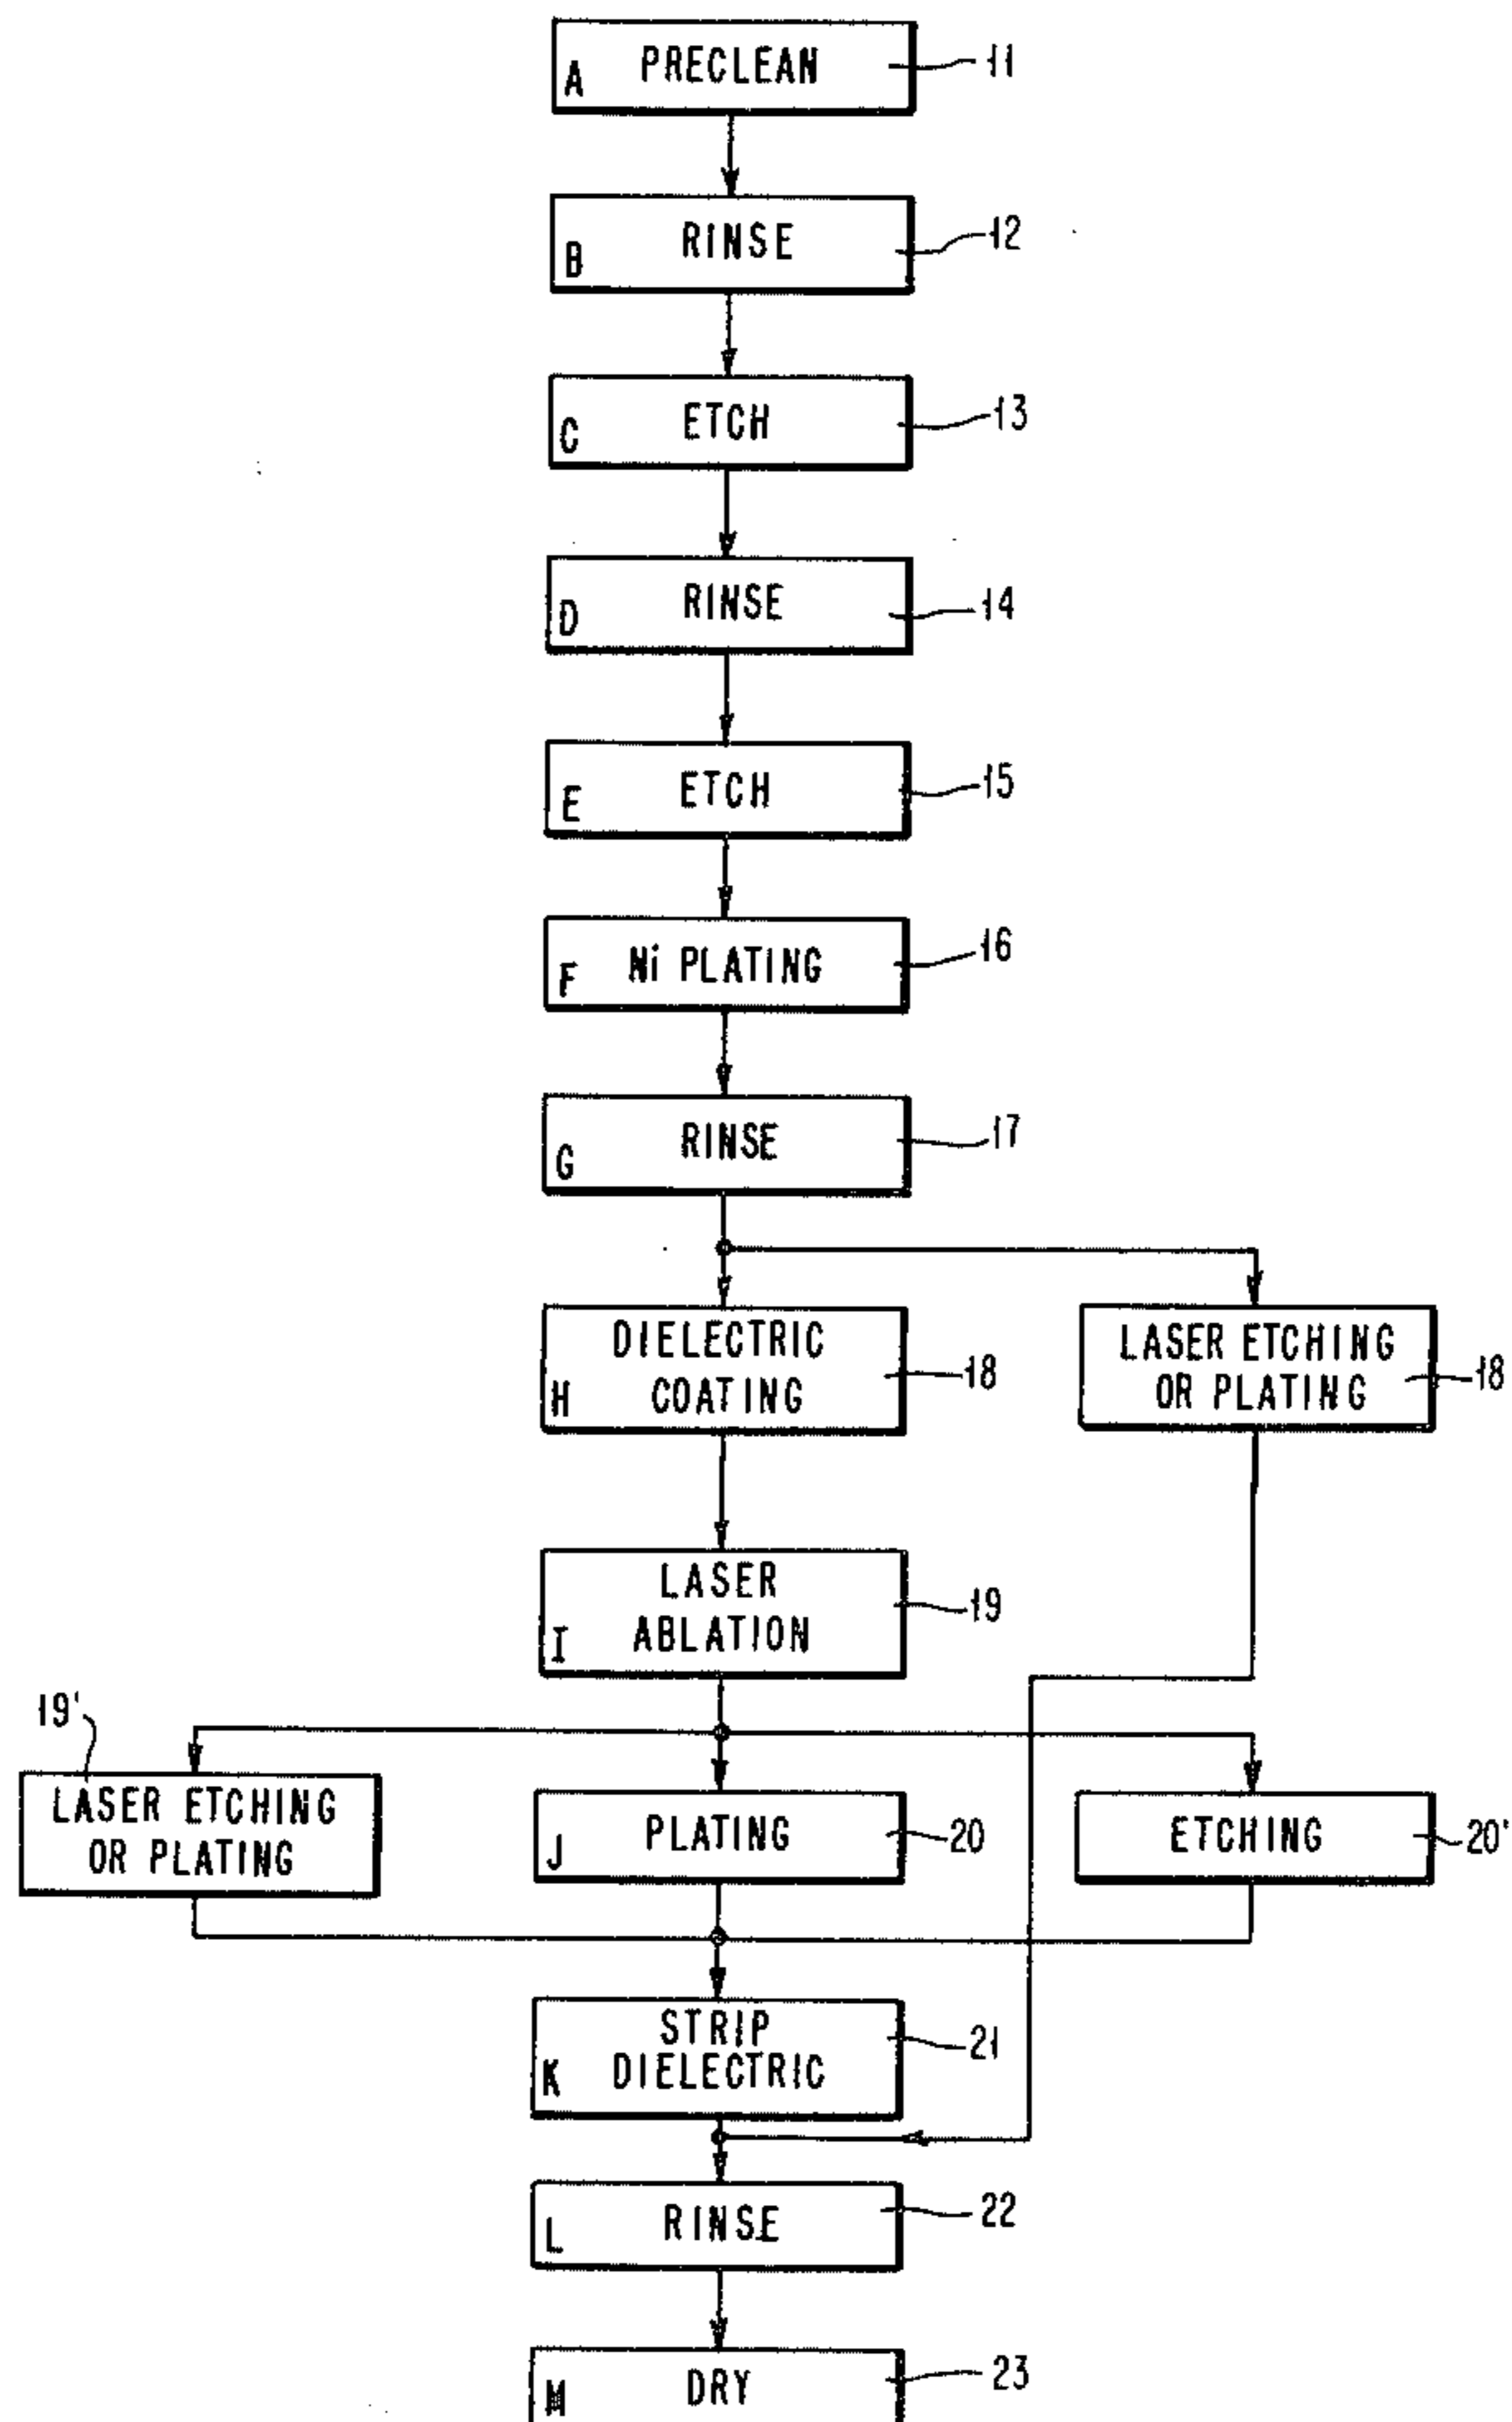 PRECLEAN
A
11
RINSE
B
12
ETCH
C
13
RINSE
D
14
ETCH
E
15
Ni PLATING
F
16
RINSE
G
17
DIELECTRIC
COATING
H
18
LASER ETCHING
OR PLATING
18
LASER
ABLATION
I
19
19'
LASER ETCHING
OR PLATING
PLATING
J
20
ETCHING
20'
STRIP
DIELECTRIC
K
21
RINSE
L
22
DRY
M
23